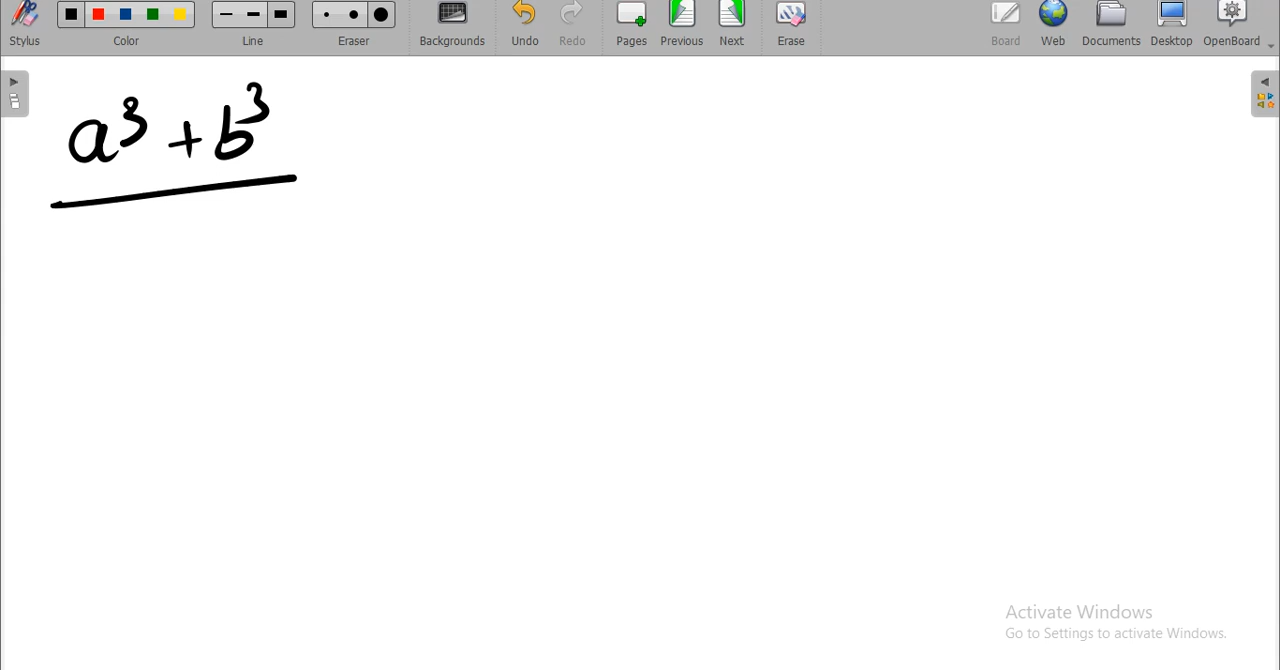 Stylus Color Line Eraser Backgrounds Undo Redo Pages Previous Next Erase Board Web Documents Desktop OpenBoard
a³ + b³
Activate Windows
Go to Settings to activate Windows.